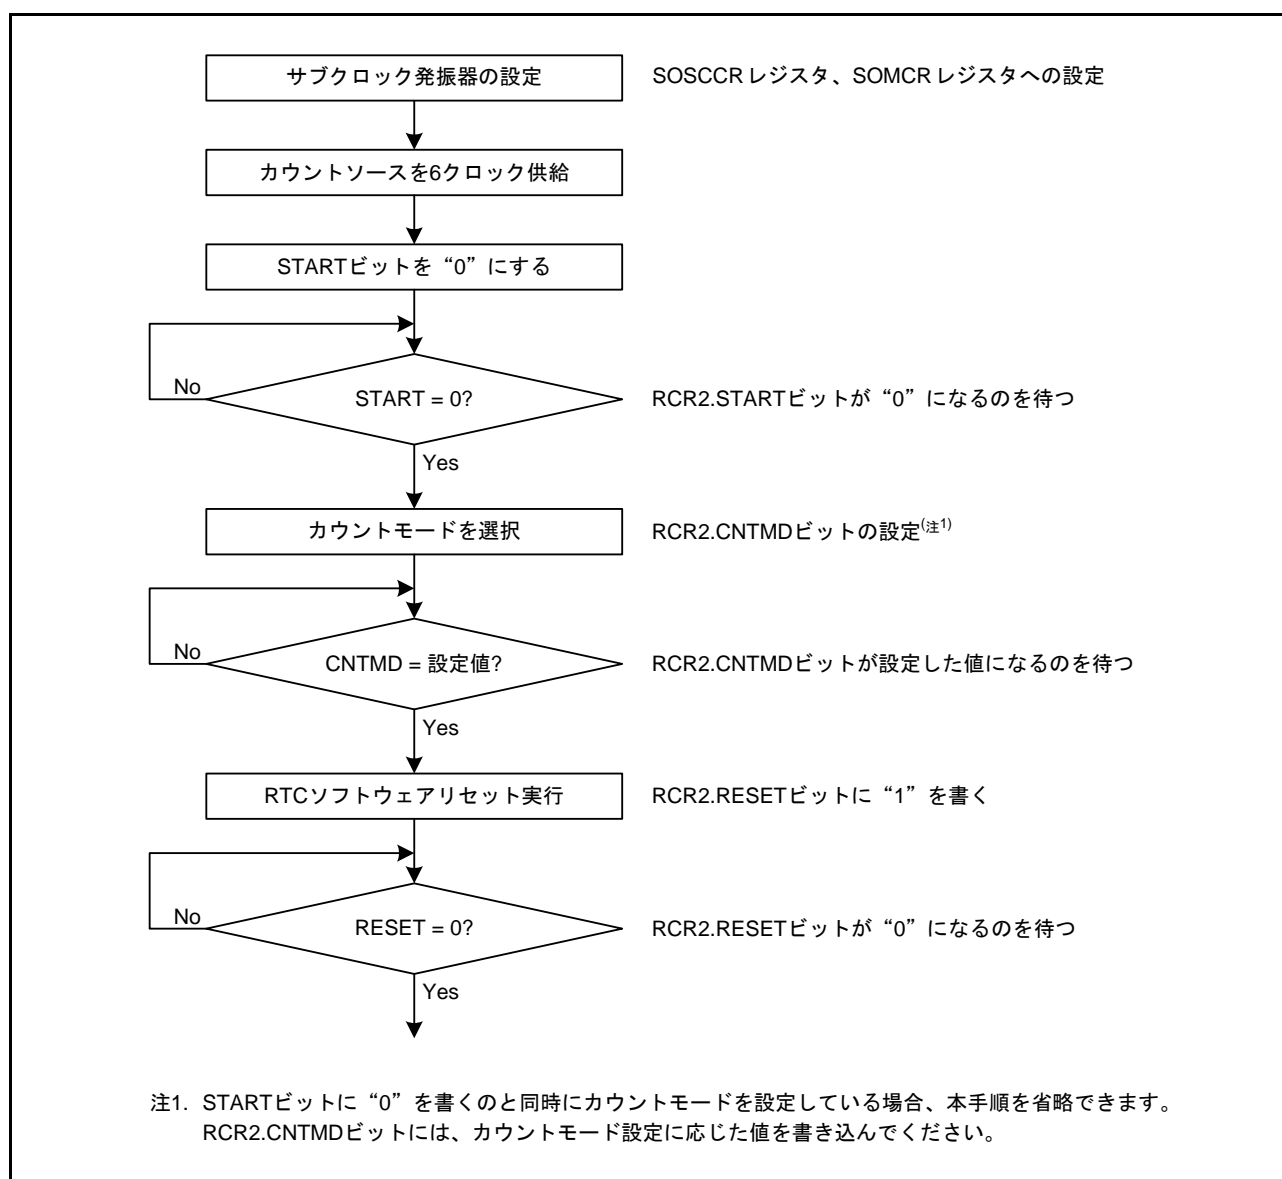 サブクロック発振器の設定
SOSCCRレジスタ、SOMCRレジスタへの設定
カウントソースを6クロック供給
STARTビットを“0”にする
No
START = 0?
RCR2.STARTビットが“0”になるのを待つ
Yes
カウントモードを選択
RCR2.CNTMDビットの設定(注1)
No
CNTMD = 設定値?
RCR2.CNTMDビットが設定した値になるのを待つ
Yes
RTCソフトウェアリセット実行
RCR2.RESETビットに“1”を書く
No
RESET = 0?
RCR2.RESETビットが“0”になるのを待つ
Yes
注1. STARTビットに“0”を書くのと同時にカウントモードを設定している場合、本手順を省略できます。
RCR2.CNTMDビットには、カウントモード設定に応じた値を書き込んでください。